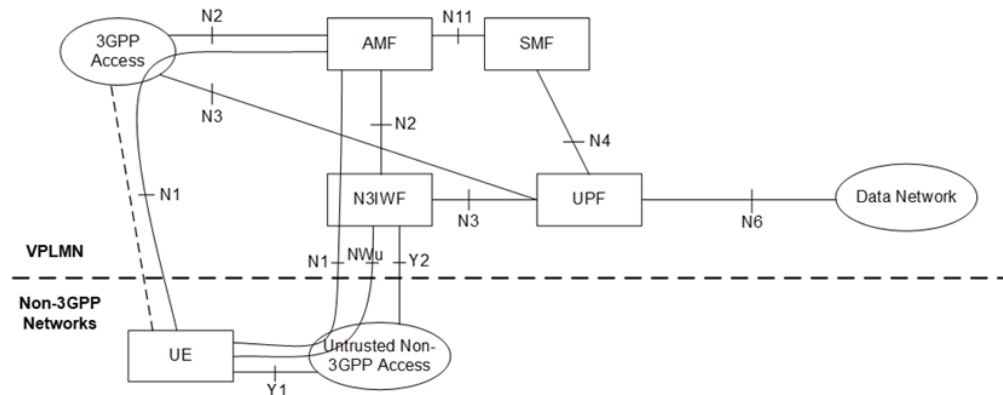 N2
3GPP
Access
AMF
N11
SMF
N3
N2
N4
N1
N3IWF
N3
UPF
N6
Data Network
VPLMN
N1
NWu
Y2
Non-3GPP
Networks
UE
Untrusted Non-
3GPP Access
Y1